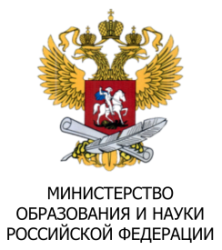 МИНИСТЕРСТВО
ОБРАЗОВАНИЯ И НАУКИ
РОССИЙСКОЙ ФЕДЕРАЦИИ